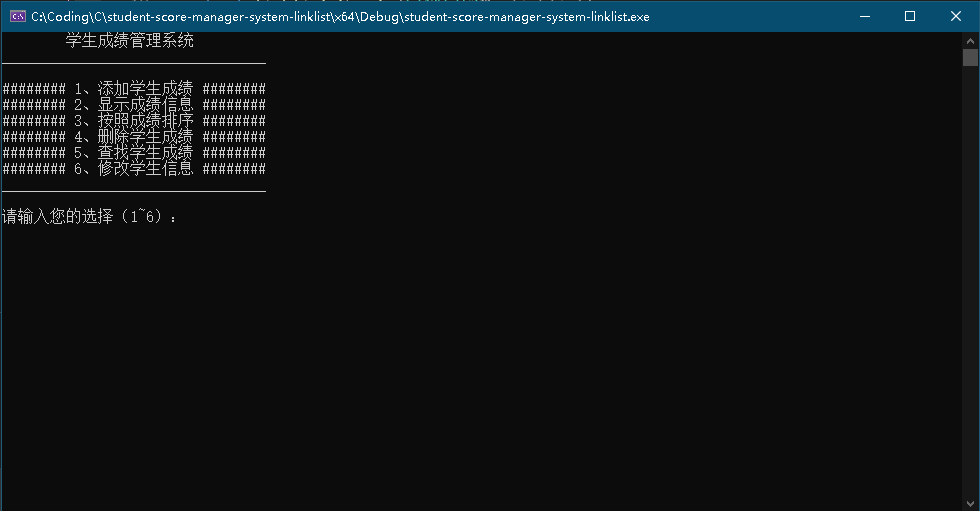 C:\Coding\C\student-score-manager-system-linklist\x64\Debug\student-score-manager-system-linklist.exe
学生成绩管理系统
######## 1、添加学生成绩 ########
######## 2、显示成绩信息 ########
######## 3、按照成绩排序 ########
######## 4、删除学生成绩 ########
######## 5、查找学生成绩 ########
######## 6、修改学生信息 ########
请输入您的选择（1~6）：